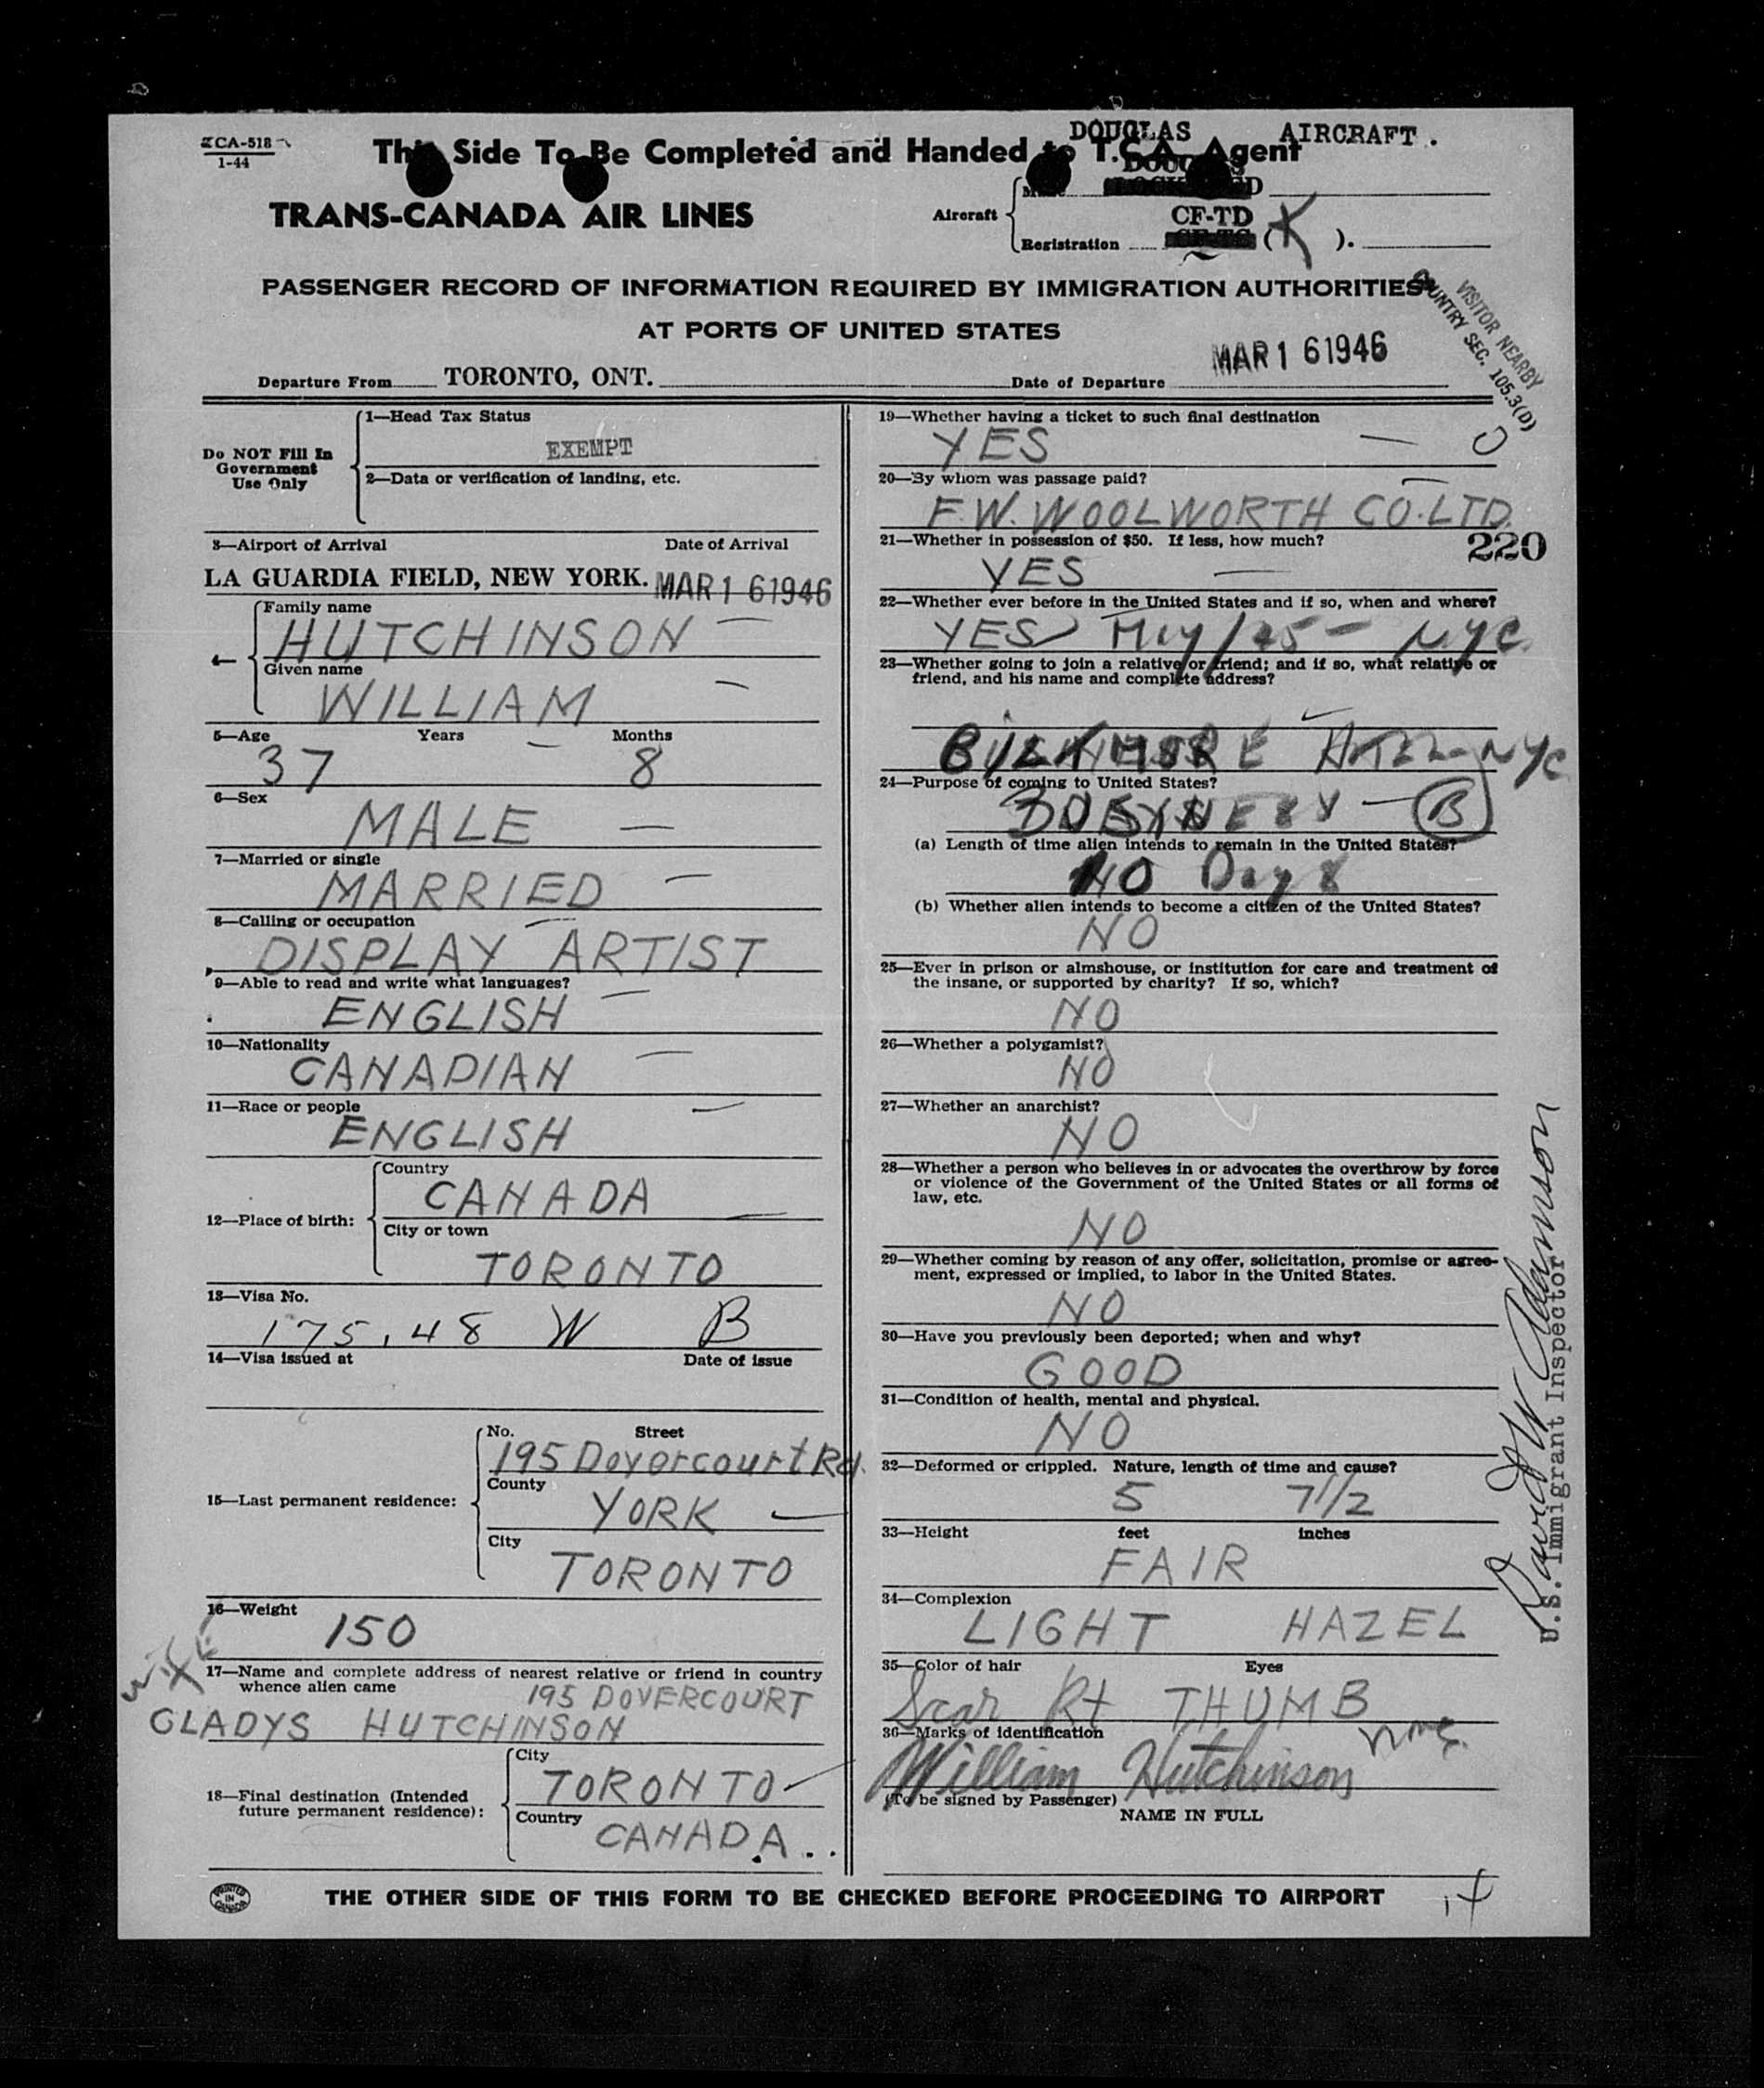 TCA-518
1-44
This Side To Be Completed and Handed to T.C.A. Agent
DOUGLAS AIRCRAFT.
TRANS-CANADA AIR LINES
Aircraft
CF-TD
Registration (K).
PASSENGER RECORD OF INFORMATION REQUIRED BY IMMIGRATION AUTHORITIES
AT PORTS OF UNITED STATES
VISITOR NEARBY
COUNTRY SEC. 105.3(D)
Departure From TORONTO, ONT. Date of Departure MAR 16 1946
Do NOT Fill In
Government
Use Only
1—Head Tax Status
EXEMPT
2—Data or verification of landing, etc.
3—Airport of Arrival Date of Arrival
LA GUARDIA FIELD, NEW YORK. MAR 16 1946
4—
Family name
HUTCHINSON
Given name
WILLIAM
5—Age Years Months
37 8
6—Sex
MALE
7—Married or single
MARRIED
8—Calling or occupation
DISPLAY ARTIST
9—Able to read and write what languages?
ENGLISH
10—Nationality
CANADIAN
11—Race or people
ENGLISH
12—Place of birth:
Country
CANADA
City or town
TORONTO
13—Visa No.
175.48 W B
14—Visa issued at Date of issue
15—Last permanent residence:
No. Street
195 Dovercourt Rd.
County
YORK
City
TORONTO
16—Weight
150
wife
17—Name and complete address of nearest relative or friend in country
whence alien came
195 DOVERCOURT
GLADYS HUTCHINSON
18—Final destination (Intended
future permanent residence):
City
TORONTO
Country
CANADA
19—Whether having a ticket to such final destination
YES
20—By whom was passage paid?
F.W. WOOLWORTH CO. LTD.
21—Whether in possession of $50. If less, how much?
220
YES
22—Whether ever before in the United States and if so, when and where?
YES May/45 - NYC.
23—Whether going to join a relative or friend; and if so, what relative or
friend, and his name and complete address?
BILTMORE HOTEL - NYC
24—Purpose of coming to United States?
BUSINESS - B
(a) Length of time alien intends to remain in the United States?
Days
(b) Whether alien intends to become a citizen of the United States?
NO
25—Ever in prison or almshouse, or institution for care and treatment of
the insane, or supported by charity? If so, which?
NO
26—Whether a polygamist?
NO
27—Whether an anarchist?
NO
28—Whether a person who believes in or advocates the overthrow by force
or violence of the Government of the United States or all forms of
law, etc.
NO
29—Whether coming by reason of any offer, solicitation, promise or agree-
ment, expressed or implied, to labor in the United States.
NO
30—Have you previously been deported; when and why?
GOOD
31—Condition of health, mental and physical.
NO
32—Deformed or crippled. Nature, length of time and cause?
5 7 1/2
33—Height feet inches
FAIR
34—Complexion
LIGHT HAZEL
35—Color of hair Eyes
Scar Rt THUMB
36—Marks of identification
None
William Hutchinson
(To be signed by Passenger)
NAME IN FULL
David W Adamson
U.S. Immigrant Inspector
PRINTED
IN
CANADA
THE OTHER SIDE OF THIS FORM TO BE CHECKED BEFORE PROCEEDING TO AIRPORT